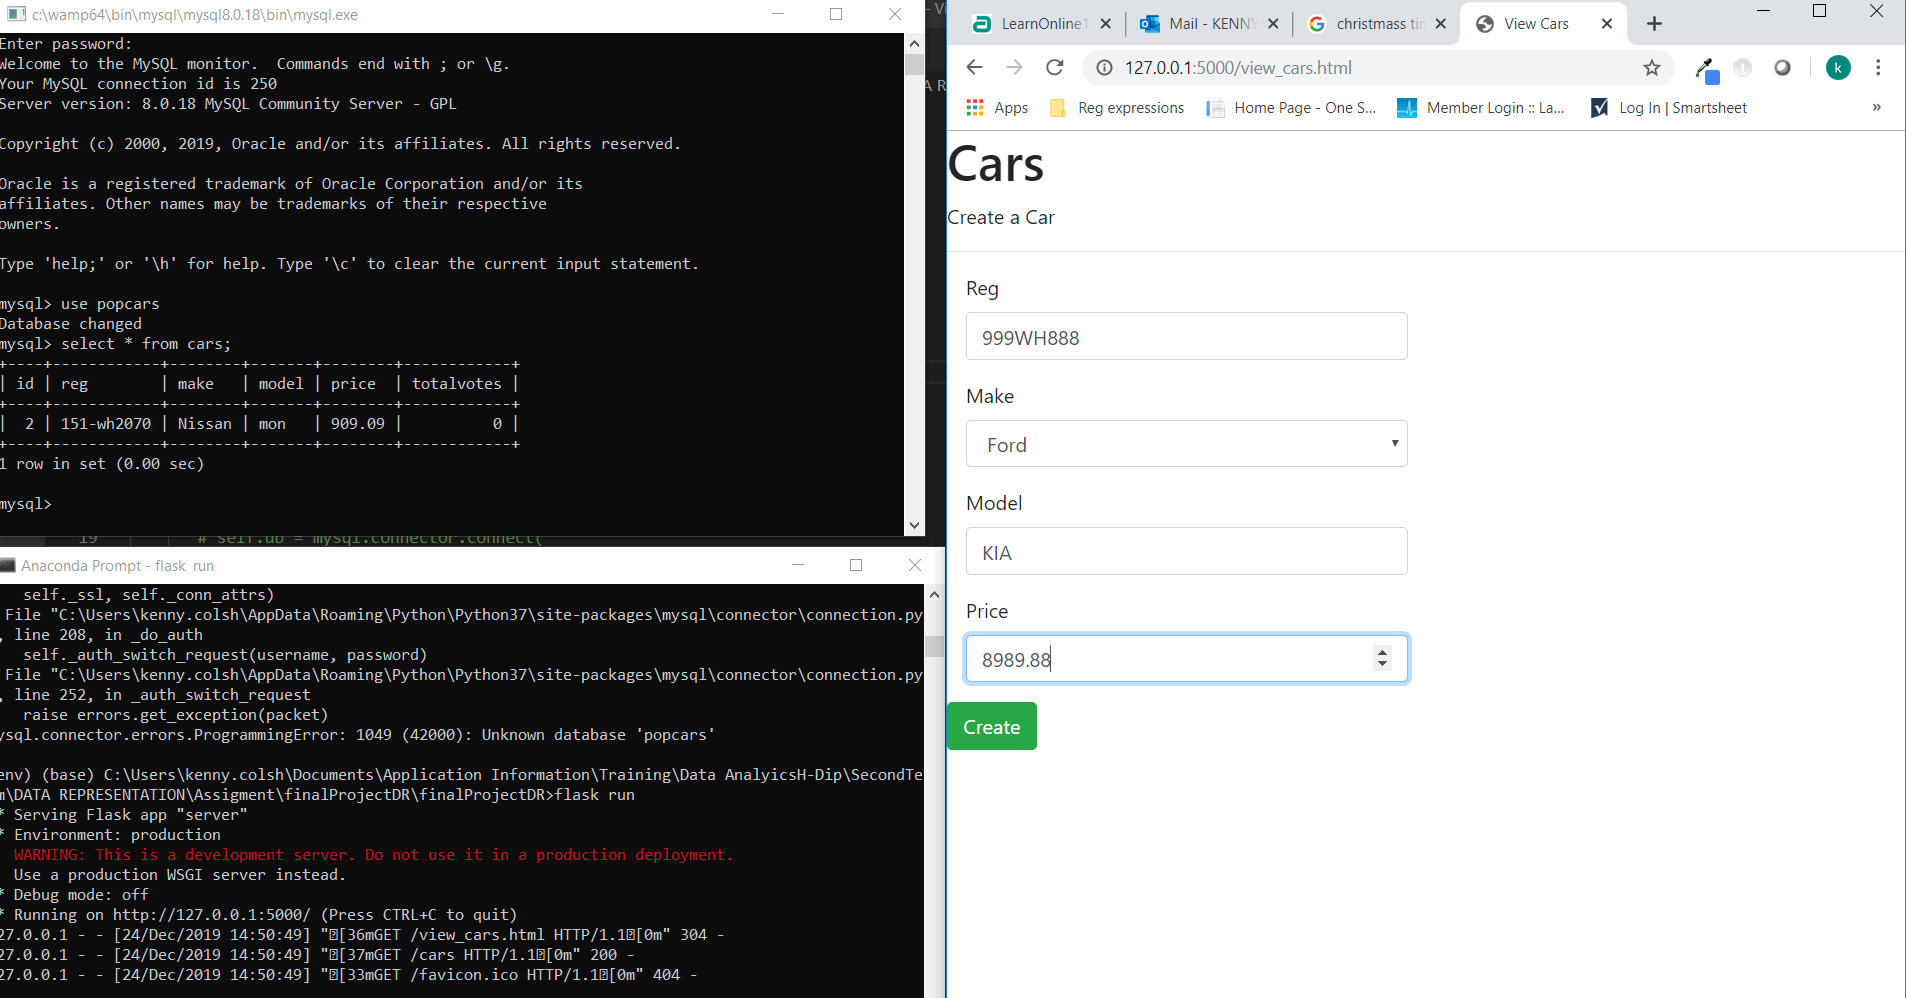 c:\wamp64\bin\mysql\mysql8.0.18\bin\mysql.exe
Enter password:
Welcome to the MySQL monitor.  Commands end with ; or \g.
Your MySQL connection id is 250
Server version: 8.0.18 MySQL Community Server - GPL
Copyright (c) 2000, 2019, Oracle and/or its affiliates. All rights reserved.
Oracle is a registered trademark of Oracle Corporation and/or its
affiliates. Other names may be trademarks of their respective
owners.
Type 'help;' or '\h' for help. Type '\c' to clear the current input statement.
mysql> use popcars
Database changed
mysql> select * from cars;
+----+------------+--------+-------+--------+------------+
| id | reg        | make   | model | price  | totalvotes |
+----+------------+--------+-------+--------+------------+
|  2 | 151-wh2070 | Nissan | mon   | 909.09 |          0 |
+----+------------+--------+-------+--------+------------+
1 row in set (0.00 sec)
mysql>
19 # self.db = mysql.connector.connect(
Anaconda Prompt - flask  run
self._ssl, self._conn_attrs)
File "C:\Users\kenny.colsh\AppData\Roaming\Python\Python37\site-packages\mysql\connector\connection.py
, line 208, in _do_auth
self._auth_switch_request(username, password)
File "C:\Users\kenny.colsh\AppData\Roaming\Python\Python37\site-packages\mysql\connector\connection.py
, line 252, in _auth_switch_request
raise errors.get_exception(packet)
ysql.connector.errors.ProgrammingError: 1049 (42000): Unknown database 'popcars'
env) (base) C:\Users\kenny.colsh\Documents\Application Information\Training\Data AnalyicsH-Dip\SecondTe
m\DATA REPRESENTATION\Assigment\finalProjectDR\finalProjectDR>flask run
* Serving Flask app "server"
* Environment: production
WARNING: This is a development server. Do not use it in a production deployment.
Use a production WSGI server instead.
* Debug mode: off
* Running on http://127.0.0.1:5000/ (Press CTRL+C to quit)
27.0.0.1 - - [24/Dec/2019 14:50:49] "[36mGET /view_cars.html HTTP/1.1[0m" 304 -
27.0.0.1 - - [24/Dec/2019 14:50:49] "[37mGET /cars HTTP/1.1[0m" 200 -
27.0.0.1 - - [24/Dec/2019 14:50:49] "[33mGET /favicon.ico HTTP/1.1[0m" 404 -
LearnOnline
Mail - KENNY
christmass
View Cars
127.0.0.1:5000/view_cars.html
k
Apps
Reg expressions
Home Page - One S...
Member Login :: La...
Log In | Smartsheet
»
Cars
Create a Car
Reg
999WH888
Make
Ford
Model
KIA
Price
8989.88
Create